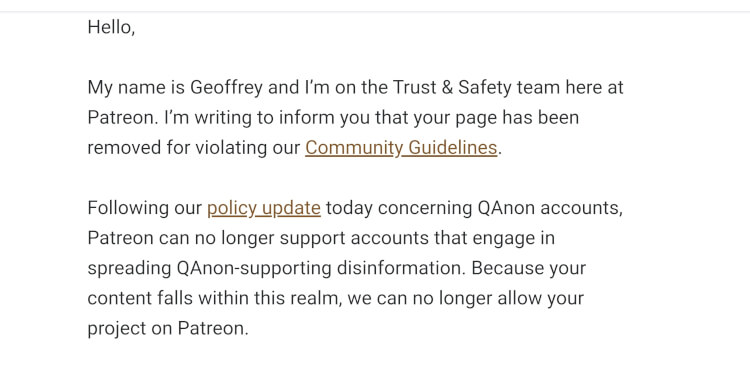 Hello,
My name is Geoffrey and I’m on the Trust & Safety team here at
Patreon. I’m writing to inform you that your page has been
removed for violating our Community Guidelines.
Following our policy update today concerning QAnon accounts,
Patreon can no longer support accounts that engage in
spreading QAnon-supporting disinformation. Because your
content falls within this realm, we can no longer allow your
project on Patreon.